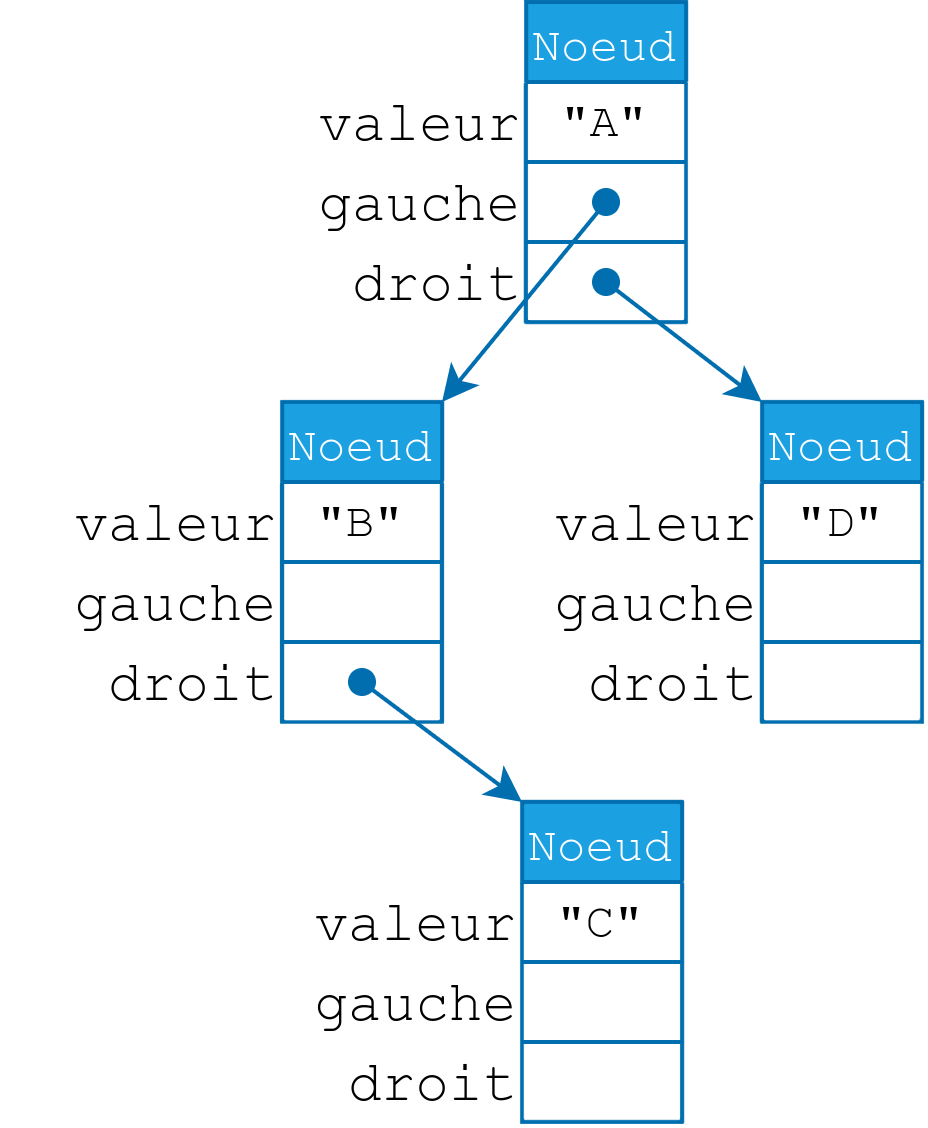 Noeud
valeur "A"
gauche
droit
Noeud
valeur "B"
gauche
droit
Noeud
valeur "D"
gauche
droit
Noeud
valeur "C"
gauche
droit